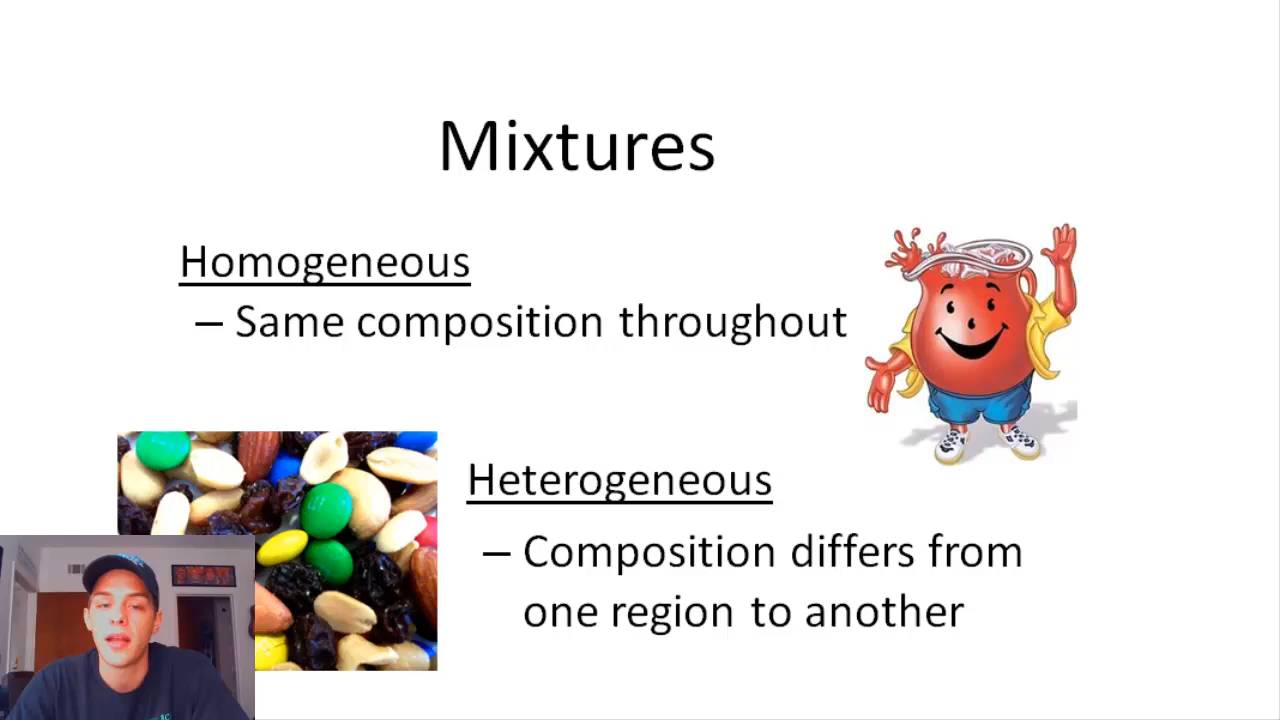 Mixtures
Homogeneous
– Same composition throughout
Heterogeneous
– Composition differs from
one region to another